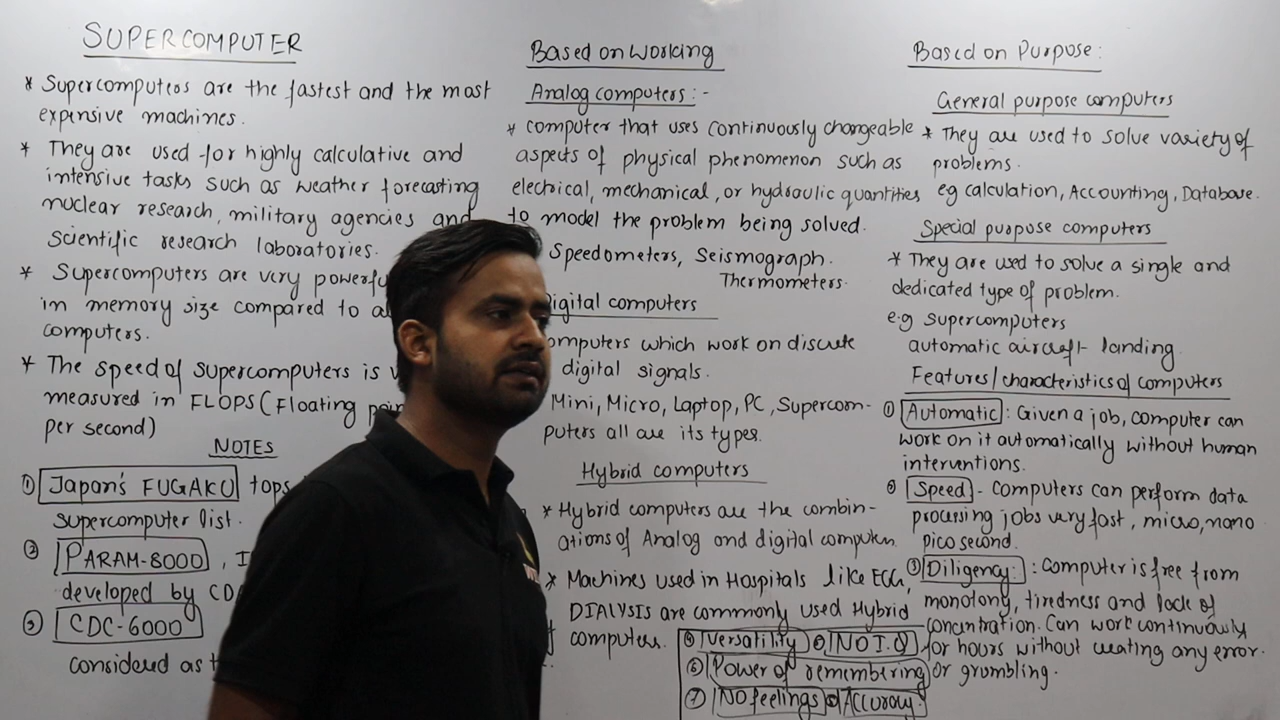 SUPERCOMPUTER
* Supercomputers are the fastest and the most
expensive machines.
* They are used for highly calculative and
intensive tasks such as weather forecasting
nuclear research, military agencies and
Scientific research laboratories.
* Supercomputers are very powerfu
in memory size compared to a
computers.
* The speed of supercomputers is
measured in FLOPS (Floating poin
per second)
NOTES
① Japan's FUGAKU tops
supercomputer list.
② PARAM-8000, I
developed by CD
③ CDC-6000
considered as t
Based on Working
Analog computers:-
* computer that uses continuously changeable
aspects of physical phenomenon such as
electrical, mechanical, or hydraulic quantities
to model the problem being solved.
Speedometers, Seismograph.
Thermometers.
igital computers
omputers which work on discrete
digital signals.
Mini, Micro, Laptop, PC, Supercom-
puters all are its types.
Hybrid computers
* Hybrid computers are the combin-
ations of Analog and digital computer.
* Machines used in Hospitals like ECG,
DIALYSIS are commonly used Hybrid
computers.
Versatility NO I.Q
⑥ Power of remembering
⑦ No feelings Accuracy.
Based on Purpose:
General purpose computers
* They are used to solve variety of
problems.
eg calculation, Accounting, Database.
Special purpose computers
* They are used to solve a single and
dedicated type of problem.
e.g supercomputers
automatic aircraft landing.
Features/characteristics of computers
① Automatic: Given a job, computer can
work on it automatically without human
interventions.
② Speed - computers can perform data
processing jobs very fast, micro, nano
pico second.
③ Diligency: : Computer is free from
monotony, tiredness and lack of
concentration. Can work continuously
for hours without creating any error.
or grumbling.